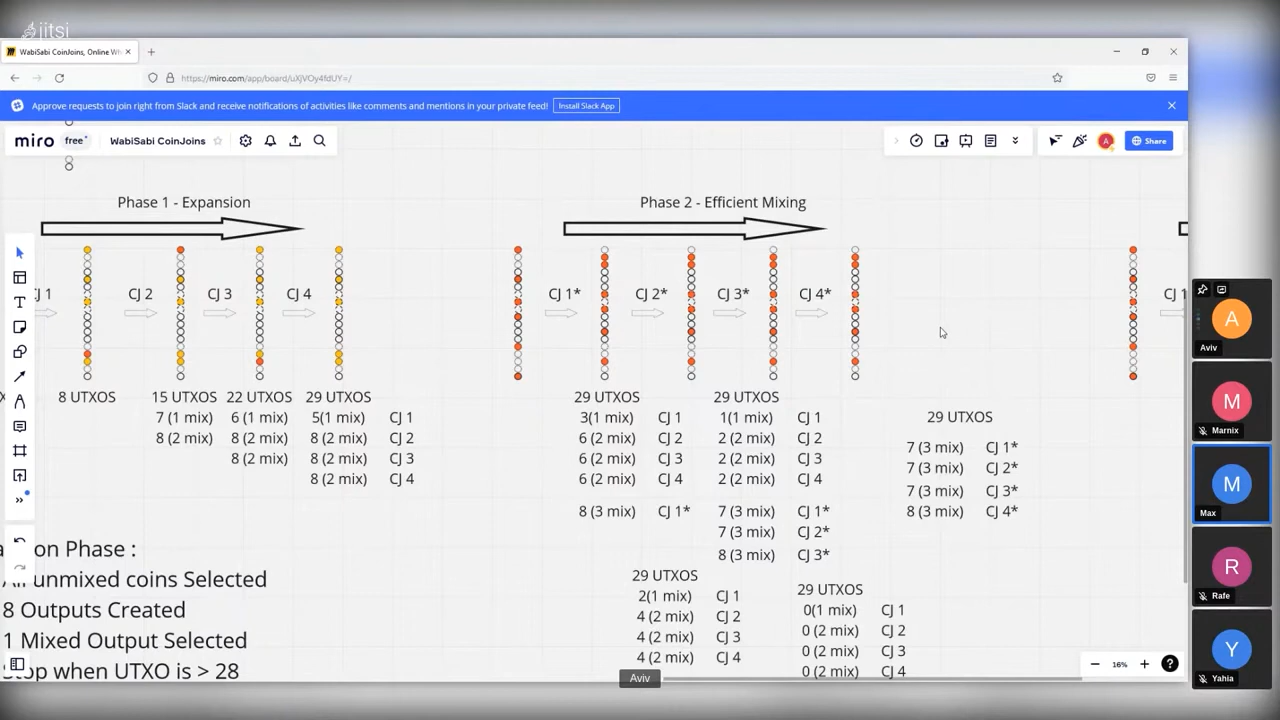 jitsi
WabiSabi CoinJoins, Online Wh
https://miro.com/app/board/uXjVOy4fdUY=/
Approve requests to join right from Slack and receive notifications of activities like comments and mentions in your private feed! Install Slack App
miro free WabiSabi CoinJoins
Share
Phase 1 - Expansion
Phase 2 - Efficient Mixing
CJ 1 CJ 2 CJ 3 CJ 4
CJ 1* CJ 2* CJ 3* CJ 4*
CJ 1
8 UTXOS
15 UTXOS
7 (1 mix)
8 (2 mix)
22 UTXOS
6 (1 mix)
8 (2 mix)
8 (2 mix)
29 UTXOS
5(1 mix) CJ 1
8 (2 mix) CJ 2
8 (2 mix) CJ 3
8 (2 mix) CJ 4
29 UTXOS
3(1 mix) CJ 1
6 (2 mix) CJ 2
6 (2 mix) CJ 3
6 (2 mix) CJ 4
8 (3 mix) CJ 1*
29 UTXOS
2(1 mix) CJ 1
4 (2 mix) CJ 2
4 (2 mix) CJ 3
4 (2 mix) CJ 4
29 UTXOS
1(1 mix) CJ 1
2 (2 mix) CJ 2
2 (2 mix) CJ 3
2 (2 mix) CJ 4
7 (3 mix) CJ 1*
7 (3 mix) CJ 2*
8 (3 mix) CJ 3*
29 UTXOS
0(1 mix) CJ 1
0 (2 mix) CJ 2
0 (2 mix) CJ 3
0 (2 mix) CJ 4
29 UTXOS
7 (3 mix) CJ 1*
7 (3 mix) CJ 2*
7 (3 mix) CJ 3*
8 (3 mix) CJ 4*
on Phase :
All unmixed coins Selected
8 Outputs Created
1 Mixed Output Selected
Stop when UTXO is > 28
16%
Aviv
A
A
Aviv
M
Marnix
M
Max
R
Rafe
Y
Yahia